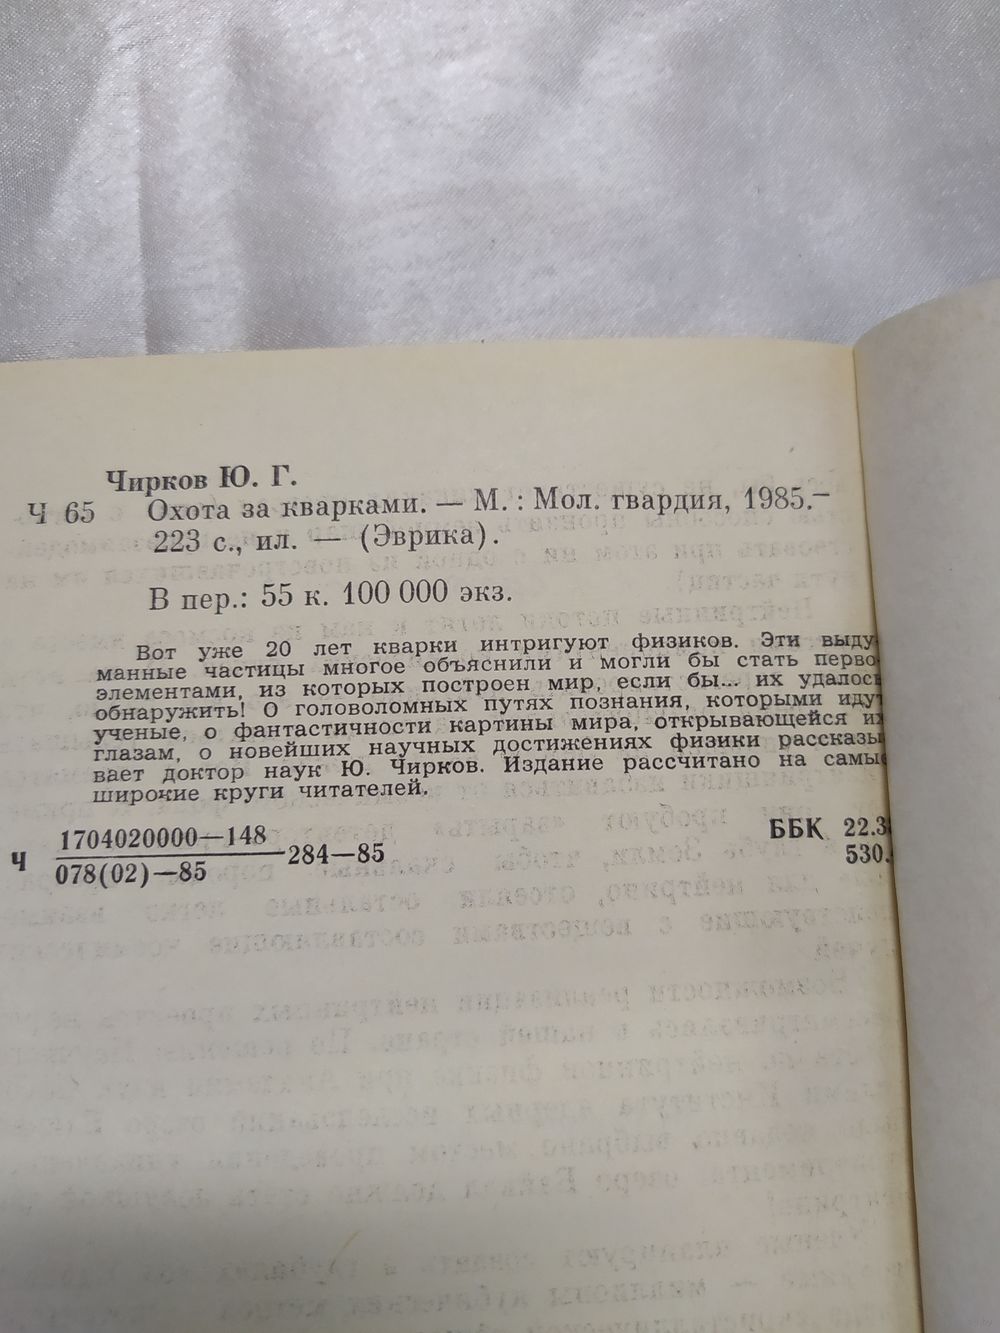 Чирков Ю. Г.
Ч 65 Охота за кварками. — М. : Мол. гвардия, 1985.—
223 с., ил. — (Эврика).
В пер.: 55 к. 100 000 экз.
Вот уже 20 лет кварки интригуют физиков. Эти выду-
манные частицы многое объяснили и могли бы стать перво-
элементами, из которых построен мир, если бы... их удалось
обнаружить! О головоломных путях познания, которыми идут
ученые, о фантастичности картины мира, открывающейся их
глазам, о новейших научных достижениях физики рассказы-
вает доктор наук Ю. Чирков. Издание рассчитано на самые
широкие круги читателей.
Ч 1704020000—148
078(02)—85 284—85
ББК 22.3
530.